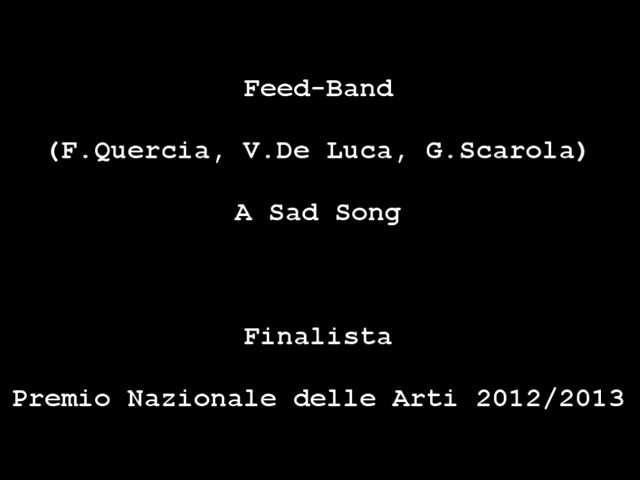 Feed-Band
(F.Quercia, V.De Luca, G.Scarola)
A Sad Song
Finalista
Premio Nazionale delle Arti 2012/2013